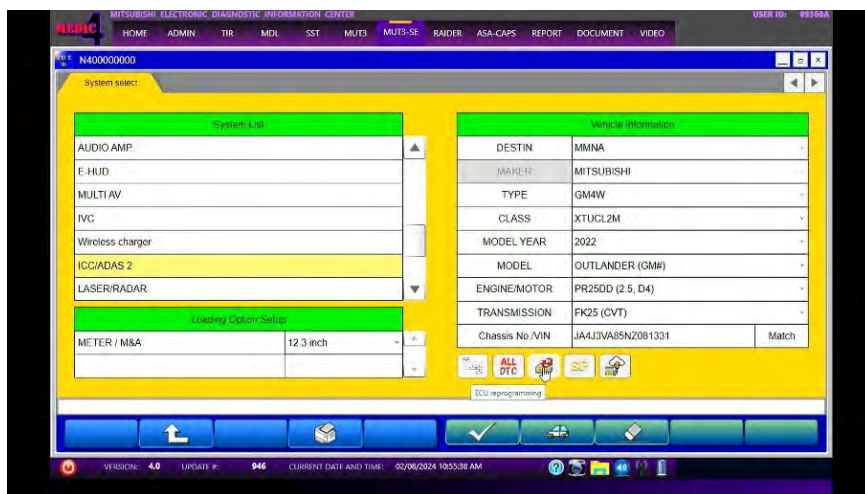 MITSUBISHI ELECTRONIC DIAGNOSTIC INFORMATION CENTER
USER ID: 99360A
MEDIC 4
HOME ADMIN TIR MDL SST MUT3 MUT3-SE RAIDER ASA-CAPS REPORT DOCUMENT VIDEO
N400000000
System select
System List
AUDIO AMP
E-HUD
MULTI AV
IVC
Wireless charger
ICC/ADAS 2
LASER/RADAR
Loading Option Setup
METER / M&A 12.3 inch
Vehicle Information
DESTIN MMNA
MAKER MITSUBISHI
TYPE GM4W
CLASS XTUCL2M
MODEL YEAR 2022
MODEL OUTLANDER (GM#)
ENGINE/MOTOR PR25DD (2.5, D4)
TRANSMISSION FK25 (CVT)
Chassis No./VIN JA4J3VA85NZ081331 Match
ALL DTC
ECU reprogramming
VERSION: 4.0 UPDATE #: 946 CURRENT DATE AND TIME: 02/08/2024 10:55:38 AM